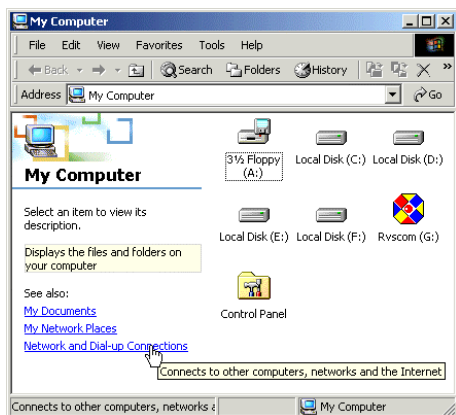 My Computer
File Edit View Favorites Tools Help
Back Search Folders History »
Address My Computer Go
My Computer
Select an item to view its
description.
Displays the files and folders on
your computer
See also:
My Documents
My Network Places
Network and Dial-up Connections
3½ Floppy
(A:)
Local Disk (C:) Local Disk (D:)
Local Disk (E:) Local Disk (F:) Rvscom (G:)
Control Panel
Connects to other computers, networks and the Internet
Connects to other computers, networks a My Computer